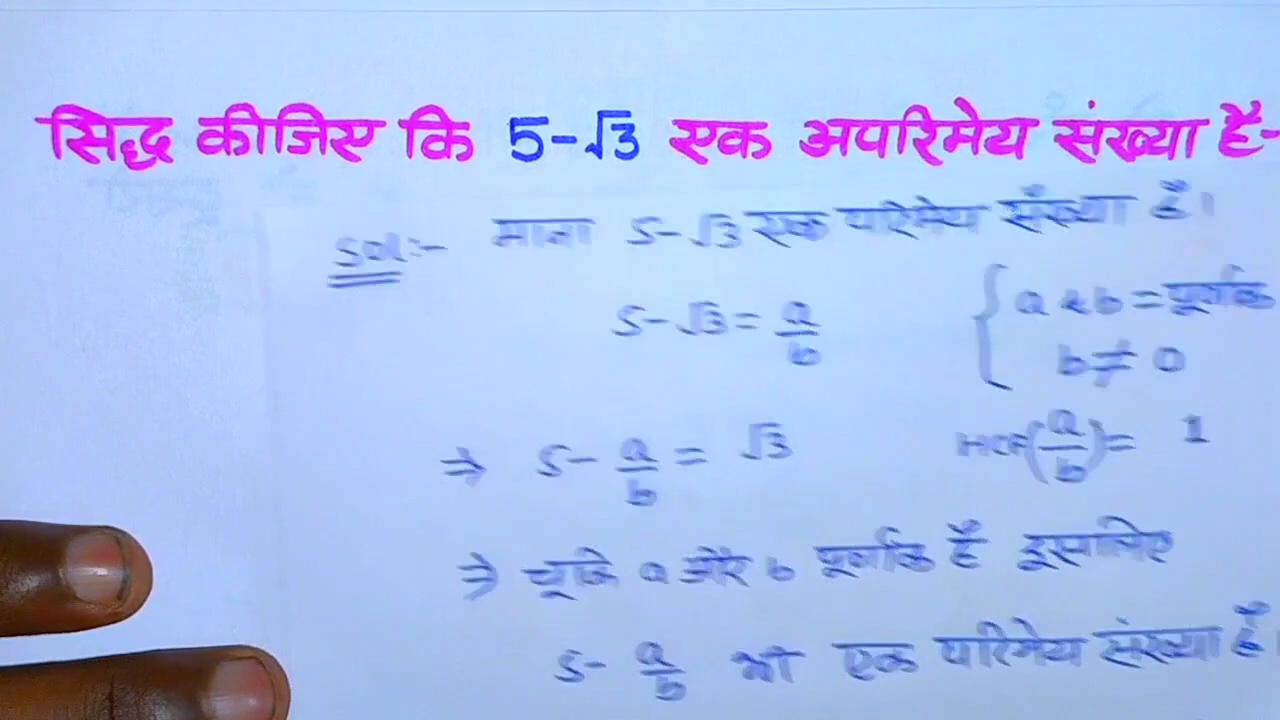 सिद्ध कीजिए कि 5-√3 एक अपरिमेय संख्या है-
Sol:- माना 5-√3 एक परिमेय संख्या है।
5-√3 = a/b { a & b = पूर्णांक
b ≠ 0
⇒ 5 - a/b = √3 HCF(a/b) = 1
⇒ चूंकि a और b पूर्णांक हैं इसलिए
5 - a/b भी एक परिमेय संख्या है।